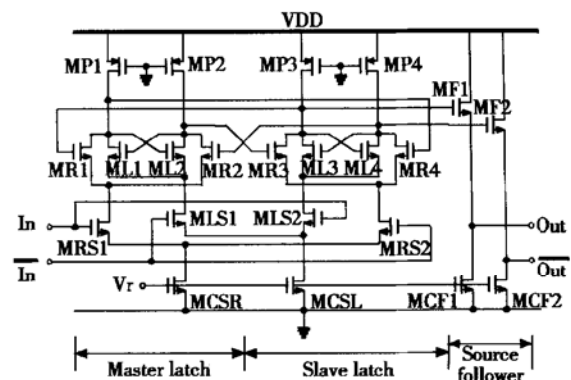 VDD
MP1 MP2 MP3 MP4
MF1
MF2
MR1 ML1 ML2 MR2 MR3 ML3 ML4 MR4
In
MRS1 MLS1 MLS2 MRS2
Out
In
Out
Vr
MCSR MCSL MCF1 MCF2
Master latch Slave latch Source
follower